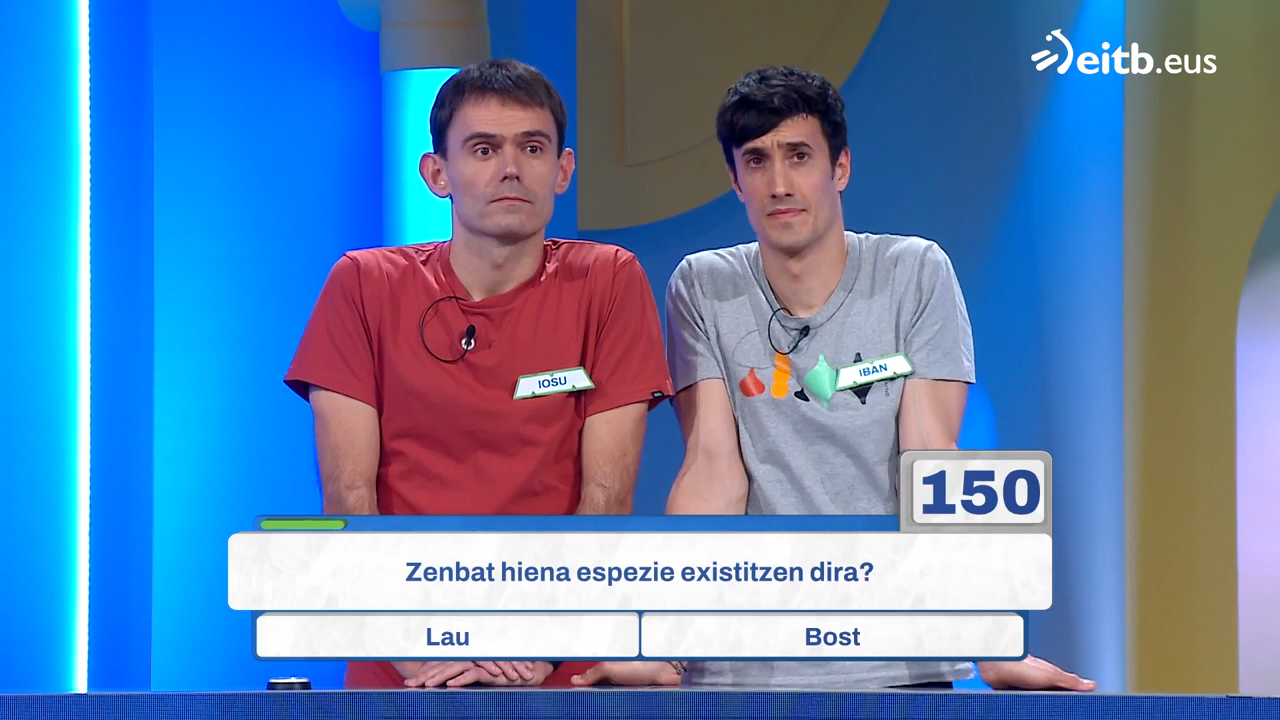 eitb.eus
IOSU
IBAN
150
Zenbat hiena espezie existitzen dira?
Lau
Bost